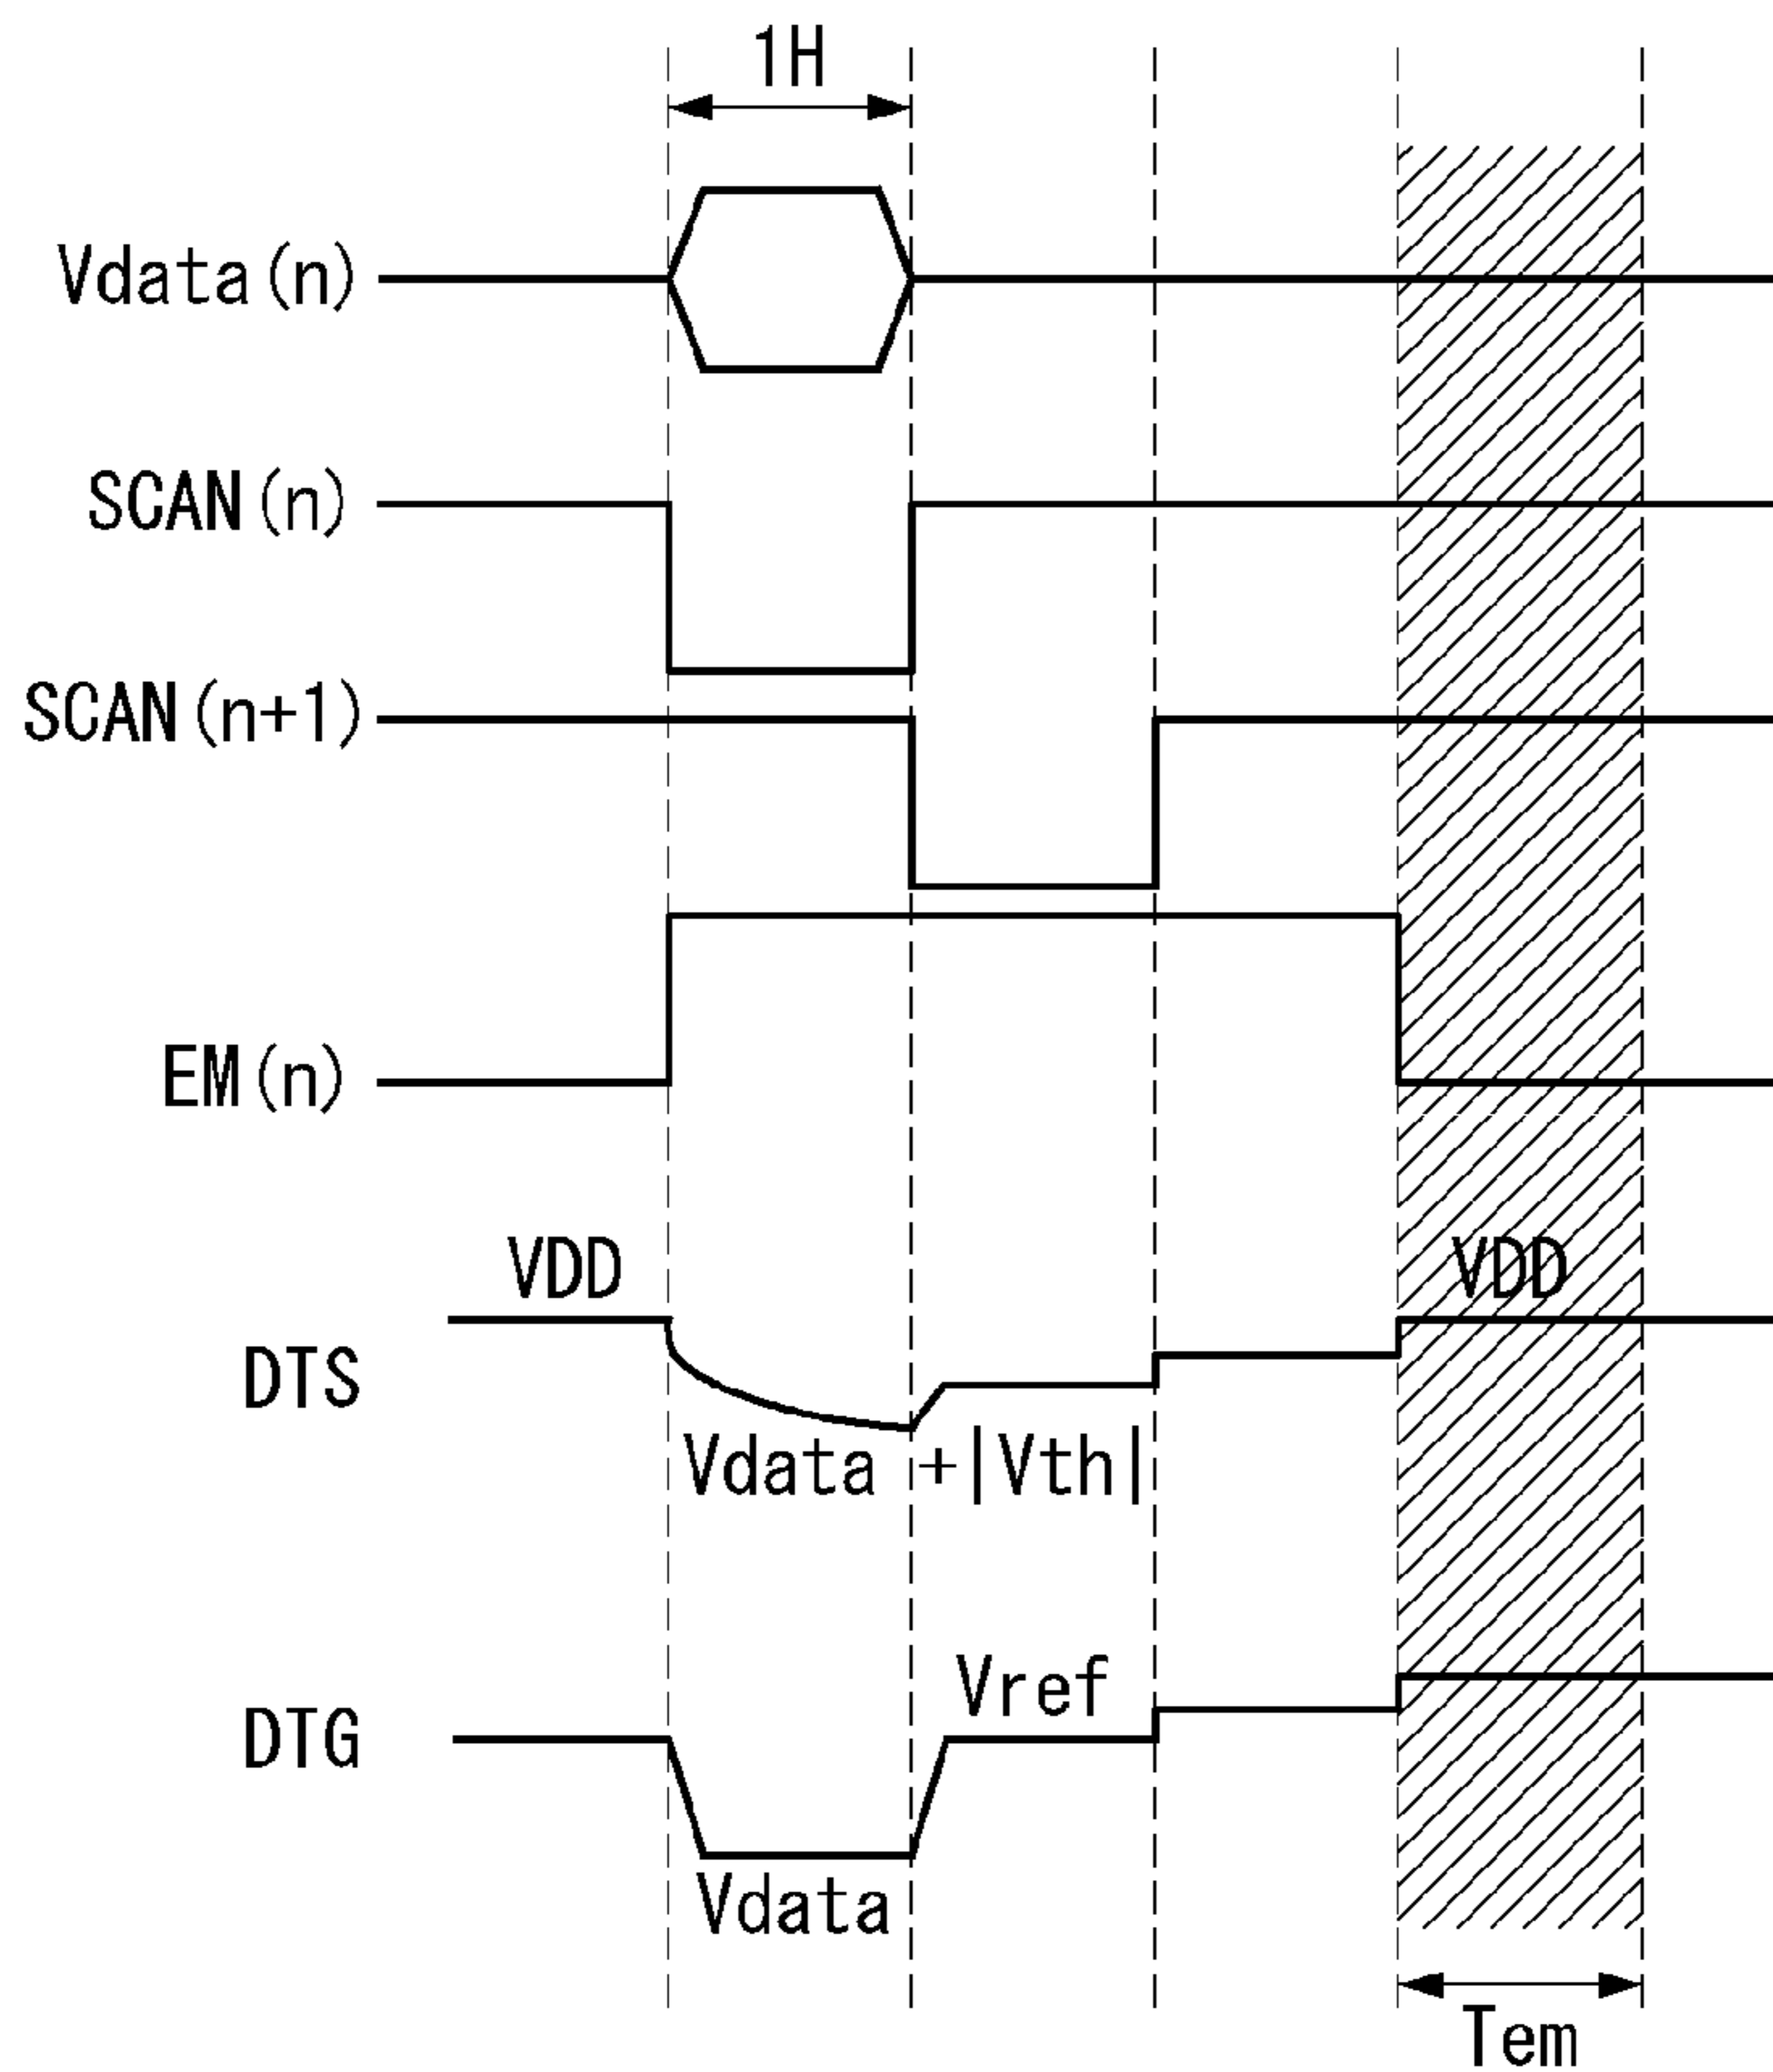 1H
Vdata(n)
SCAN(n)
SCAN(n+1)
EM(n)
VDD
VDD
DTS
Vdata +|Vth|
Vref
DTG
Vdata
Tem